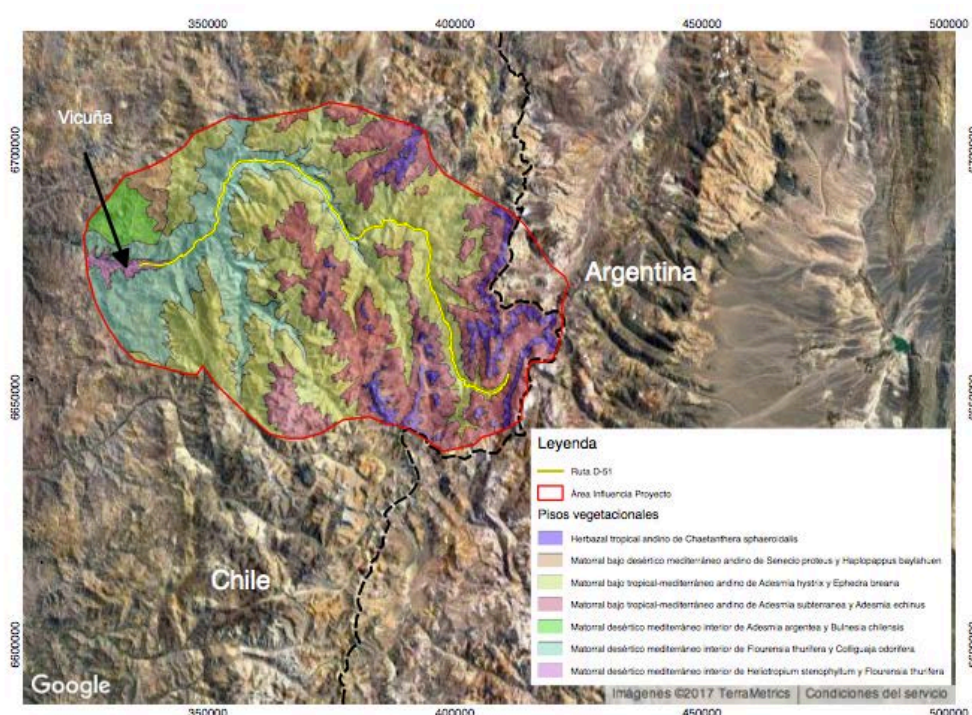 350000 400000 450000 500000
Vicuña
6700000 6700000
Argentina
6650000 6650000
Leyenda
Ruta D-51
Área Influencia Proyecto
Pisos vegetacionales
Herbazal tropical andino de Chaetanthera sphaeroidalis
Matorral bajo desértico mediterráneo andino de Senecio proteus y Haplopappus baylahuen
Matorral bajo tropical-mediterráneo andino de Adesmia hystrix y Ephedra breana
Matorral bajo tropical-mediterráneo andino de Adesmia subterranea y Adesmia echinus
Matorral desértico mediterráneo interior de Adesmia argentea y Bulnesia chilensis
Matorral desértico mediterráneo interior de Flourensia thurifera y Colliguaja odorifera
Matorral desértico mediterráneo interior de Heliotropium stenophyllum y Flourensia thurifera
Chile
6600000 6600000
Google
Imágenes ©2017 TerraMetrics | Condiciones del servicio
350000 400000 450000 500000